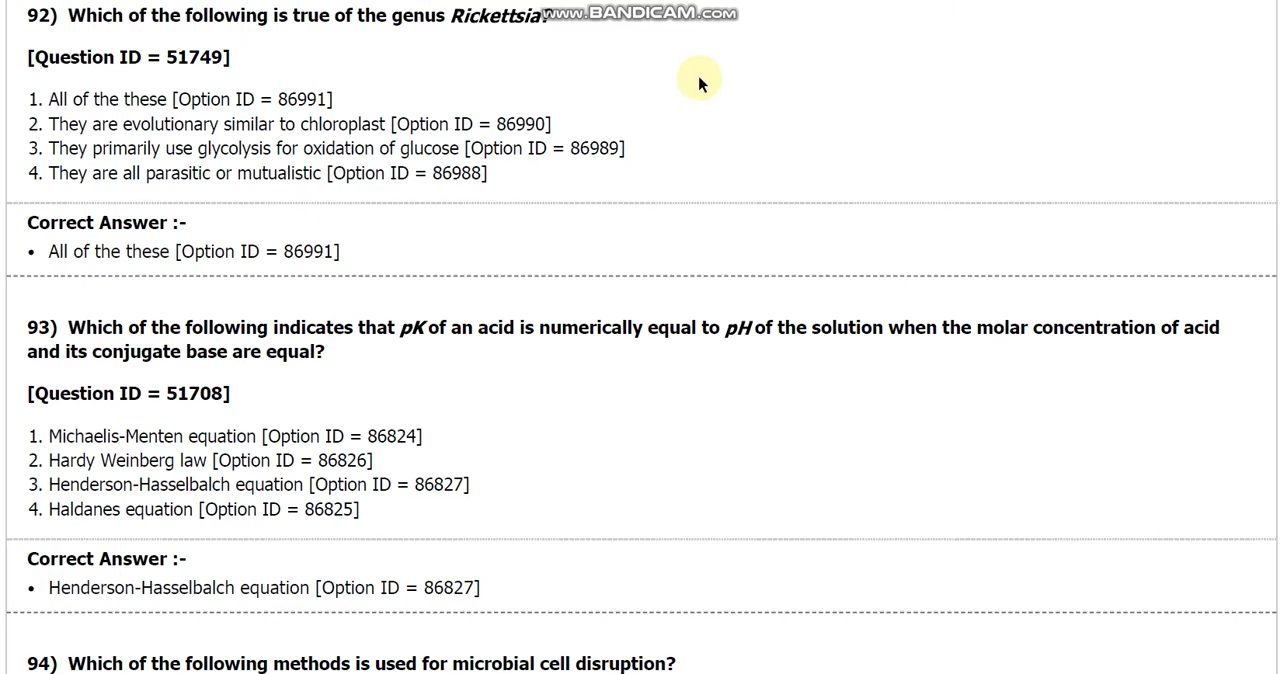 92) Which of the following is true of the genus Rickettsia?
www.BANDICAM.com
[Question ID = 51749]
1. All of the these [Option ID = 86991]
2. They are evolutionary similar to chloroplast [Option ID = 86990]
3. They primarily use glycolysis for oxidation of glucose [Option ID = 86989]
4. They are all parasitic or mutualistic [Option ID = 86988]
Correct Answer :-
• All of the these [Option ID = 86991]
93) Which of the following indicates that pK of an acid is numerically equal to pH of the solution when the molar concentration of acid
and its conjugate base are equal?
[Question ID = 51708]
1. Michaelis-Menten equation [Option ID = 86824]
2. Hardy Weinberg law [Option ID = 86826]
3. Henderson-Hasselbalch equation [Option ID = 86827]
4. Haldanes equation [Option ID = 86825]
Correct Answer :-
• Henderson-Hasselbalch equation [Option ID = 86827]
94) Which of the following methods is used for microbial cell disruption?